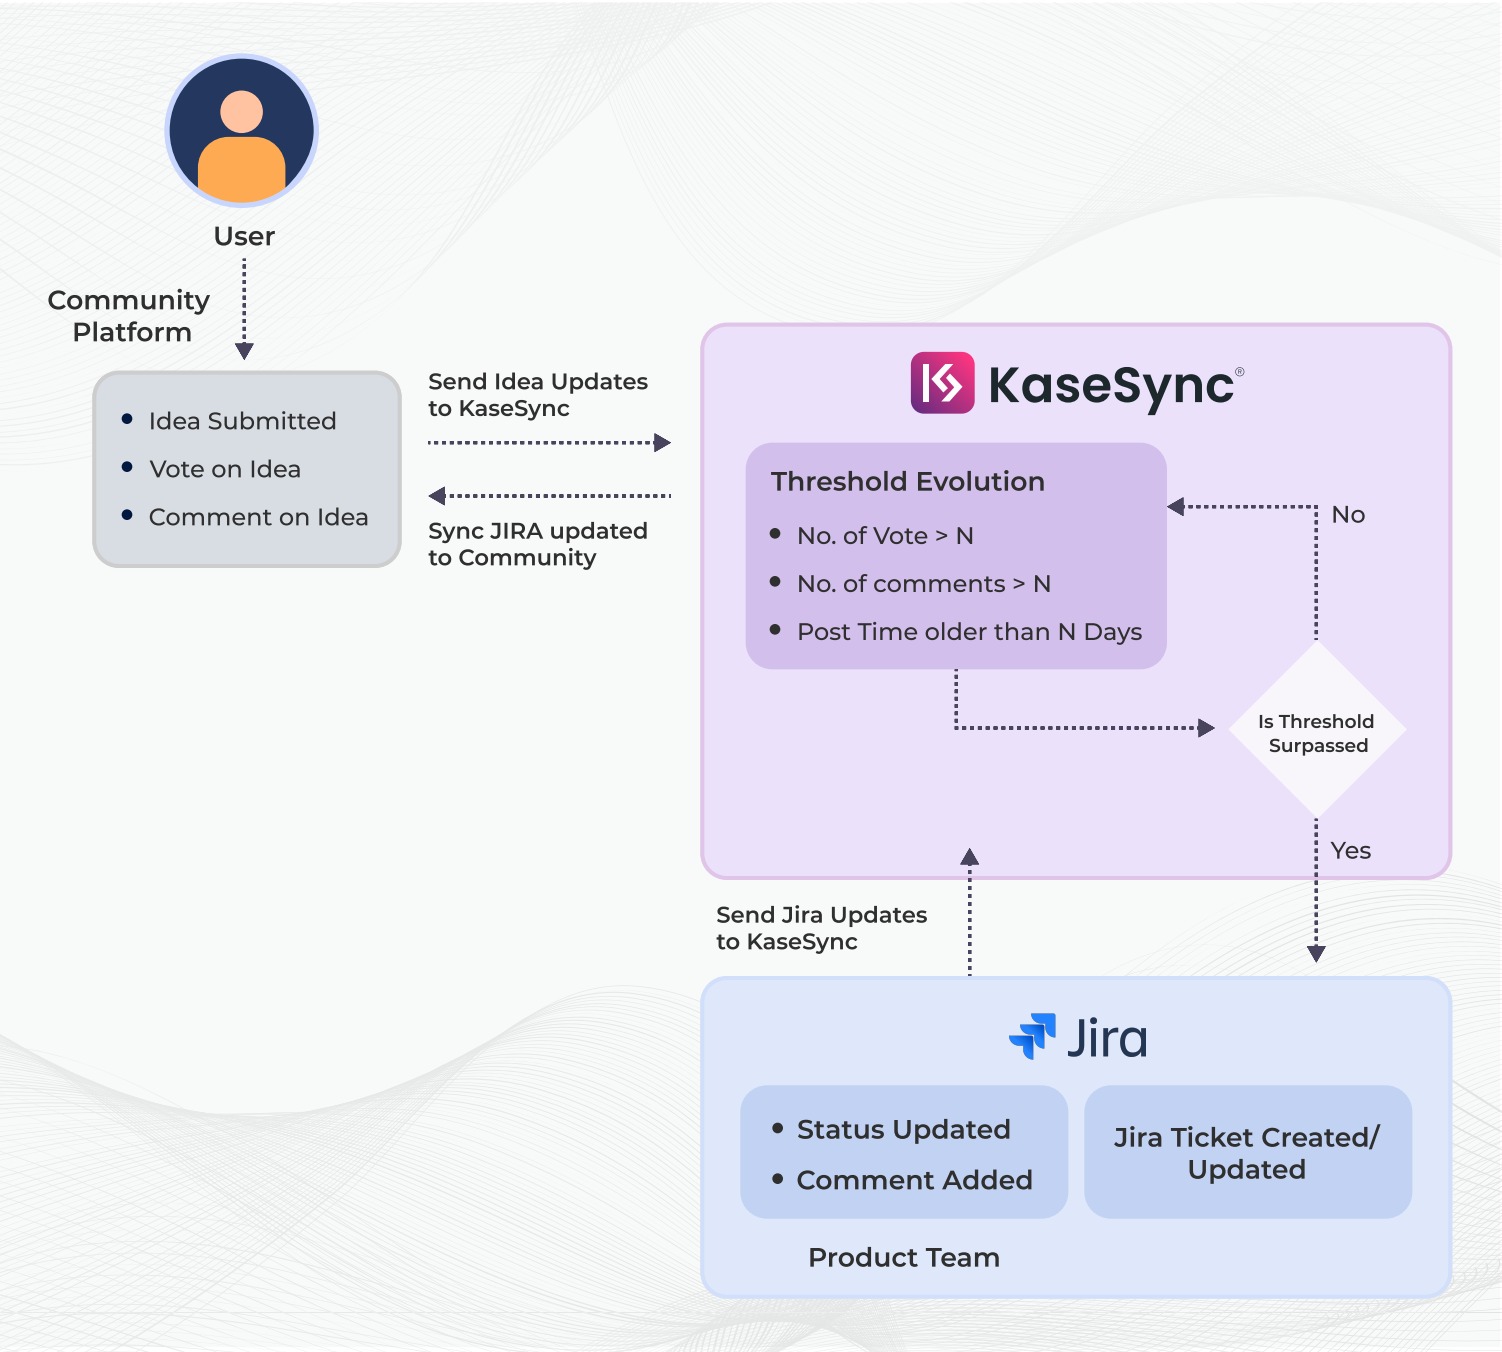 User
Community
Platform
• Idea Submitted
• Vote on Idea
• Comment on Idea
Send Idea Updates
to KaseSync
Sync JIRA updated
to Community
KaseSync®
Threshold Evolution
• No. of Vote > N
• No. of comments > N
• Post Time older than N Days
No
Is Threshold
Surpassed
Yes
Send Jira Updates
to KaseSync
Jira
• Status Updated
• Comment Added
Jira Ticket Created/
Updated
Product Team